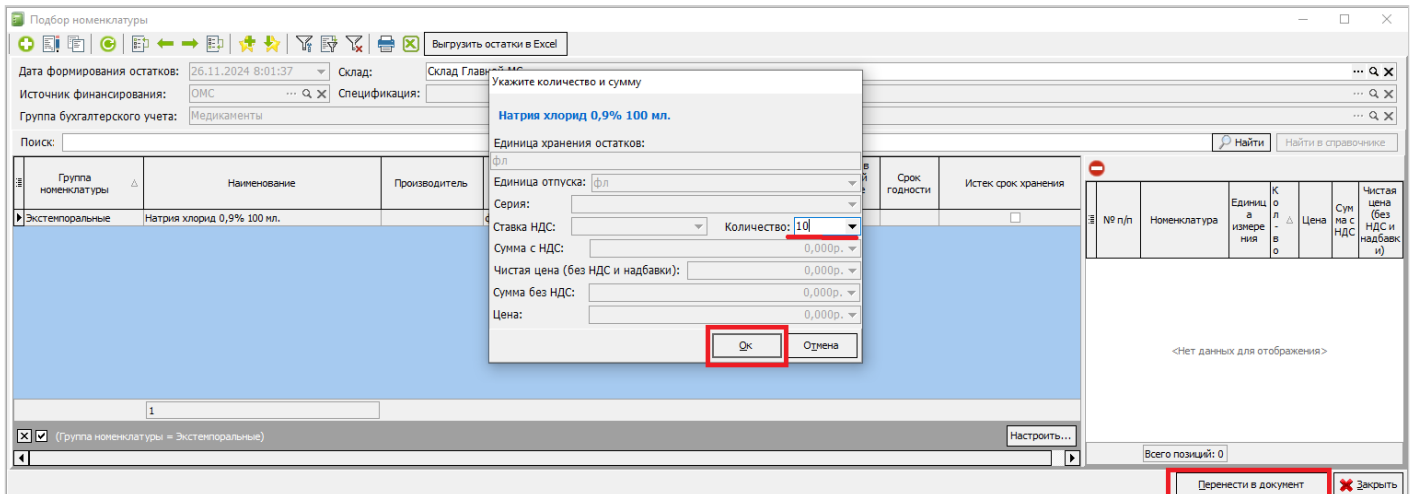 Подбор номенклатуры
Выгрузить остатки в Excel
Дата формирования остатков: 26.11.2024 8:01:37 Склад: Склад Главной МС
Источник финансирования: ОМС Спецификация:
Группа бухгалтерского учета: Медикаменты
Поиск: Найти Найти в справочнике
Группа номенклатуры Наименование Производитель Срок годности Истек срок хранения
Экстемпоральные Натрия хлорид 0,9% 100 мл.
1
(Группа номенклатуры = Экстемпоральные) Настроить...
Укажите количество и сумму
Натрия хлорид 0,9% 100 мл.
Единица хранения остатков:
фл
Единица отпуска: фл
Серия:
Ставка НДС: Количество: 10
Сумма с НДС: 0,000р.
Чистая цена (без НДС и надбавки): 0,000р.
Сумма без НДС: 0,000р.
Цена: 0,000р.
Ок Отмена
№ п/п Номенклатура Единица измерения Кол-во Цена Сумма с НДС Чистая цена (без НДС и надбавки)
<Нет данных для отображения>
Всего позиций: 0
Перенести в документ Закрыть